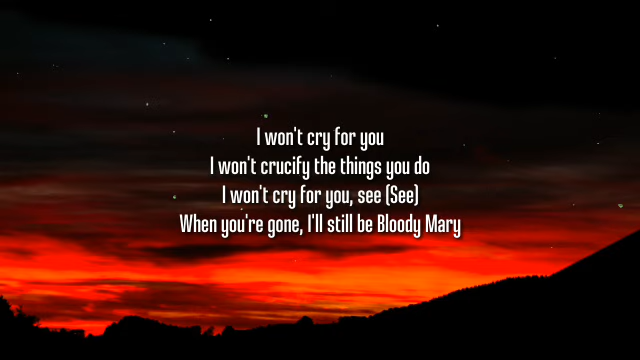 I won't cry for you
I won't crucify the things you do
I won't cry for you, see (See)
When you're gone, I'll still be Bloody Mary